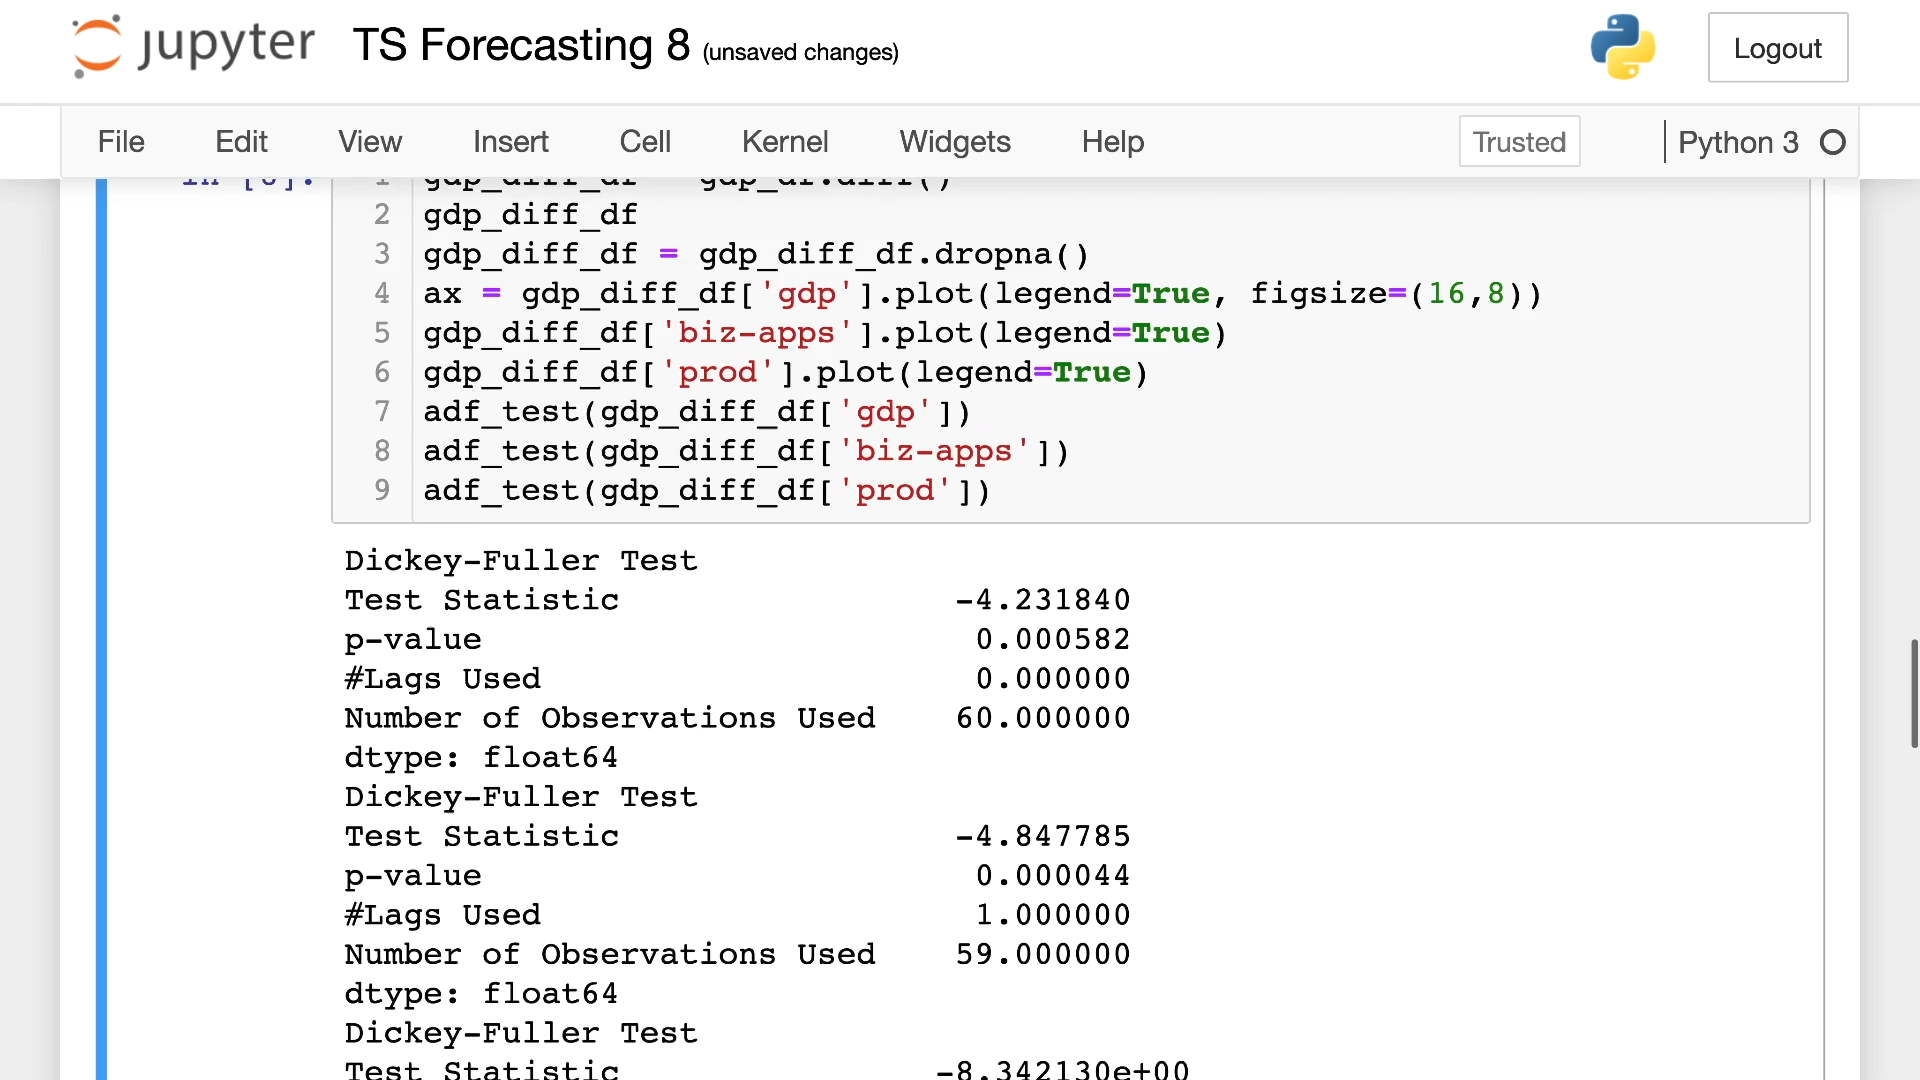 jupyter TS Forecasting 8 (unsaved changes) Logout
File Edit View Insert Cell Kernel Widgets Help Trusted Python 3
1 gdp_diff_df = gdp_df.diff()
2 gdp_diff_df
3 gdp_diff_df = gdp_diff_df.dropna()
4 ax = gdp_diff_df['gdp'].plot(legend=True, figsize=(16,8))
5 gdp_diff_df['biz-apps'].plot(legend=True)
6 gdp_diff_df['prod'].plot(legend=True)
7 adf_test(gdp_diff_df['gdp'])
8 adf_test(gdp_diff_df['biz-apps'])
9 adf_test(gdp_diff_df['prod'])
Dickey-Fuller Test
Test Statistic -4.231840
p-value 0.000582
#Lags Used 0.000000
Number of Observations Used 60.000000
dtype: float64
Dickey-Fuller Test
Test Statistic -4.847785
p-value 0.000044
#Lags Used 1.000000
Number of Observations Used 59.000000
dtype: float64
Dickey-Fuller Test
Test Statistic -8.342130e+00